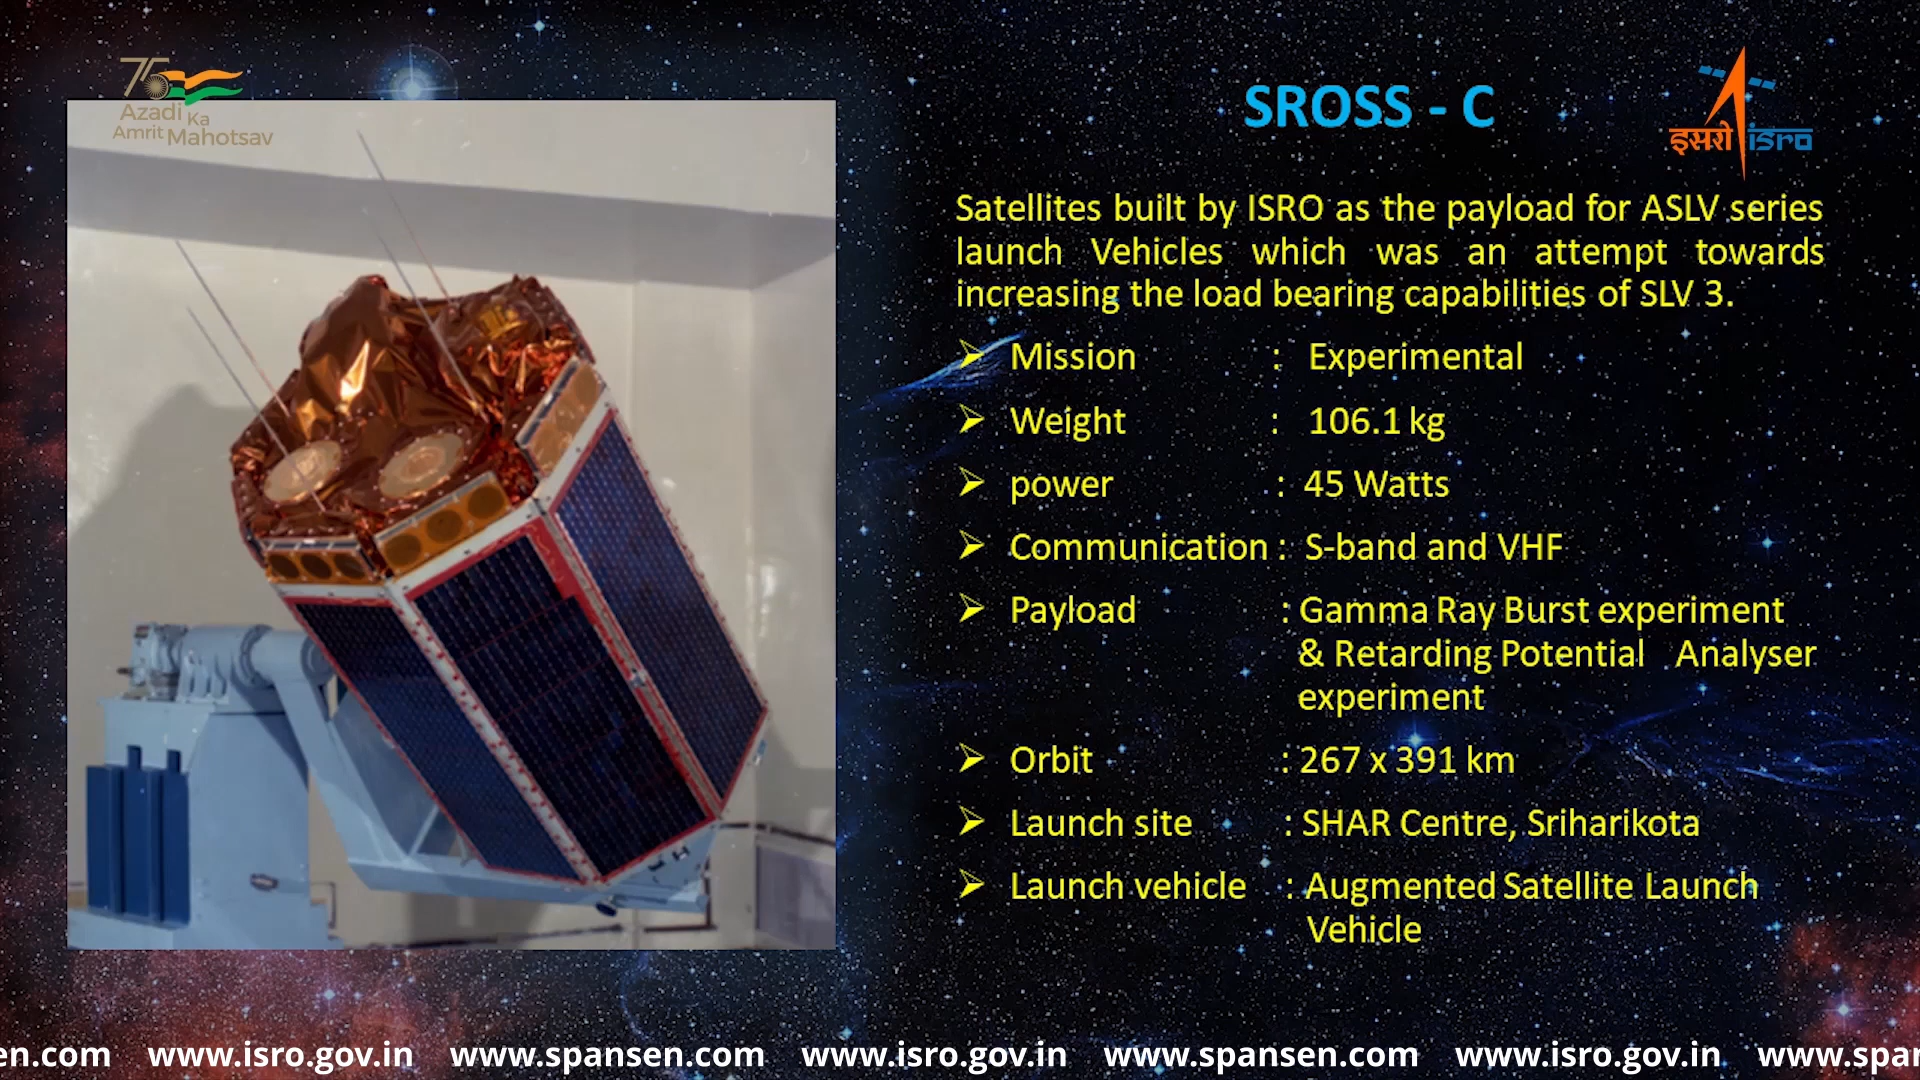 75
Azadi Ka
Amrit Mahotsav
SROSS - C
इसरो isro
Satellites built by ISRO as the payload for ASLV series
launch Vehicles which was an attempt towards
increasing the load bearing capabilities of SLV 3.
Mission : Experimental
Weight : 106.1 kg
power : 45 Watts
Communication : S-band and VHF
Payload : Gamma Ray Burst experiment
& Retarding Potential Analyser
experiment
Orbit : 267 x 391 km
Launch site : SHAR Centre, Sriharikota
Launch vehicle : Augmented Satellite Launch
Vehicle
en.com www.isro.gov.in www.spansen.com www.isro.gov.in www.spansen.com www.isro.gov.in www.span